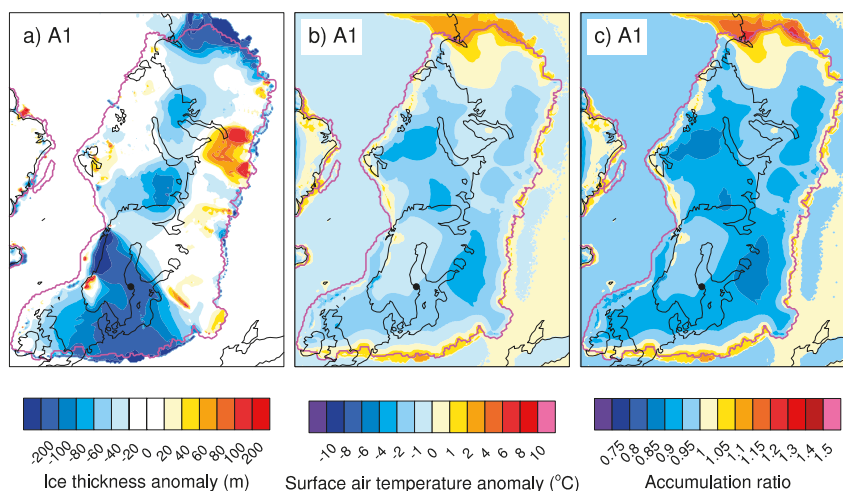 a) A1
b) A1
c) A1
-200 -100 -60 -40 -20 0 20 40 60 80 100 200
Ice thickness anomaly (m)
-10 -8 -6 -4 -2 -1 0 1 2 4 6 8 10
Surface air temperature anomaly (°C)
0.75 0.8 0.85 0.9 0.95 1 1.05 1.1 1.15 1.2 1.3 1.4 1.5
Accumulation ratio